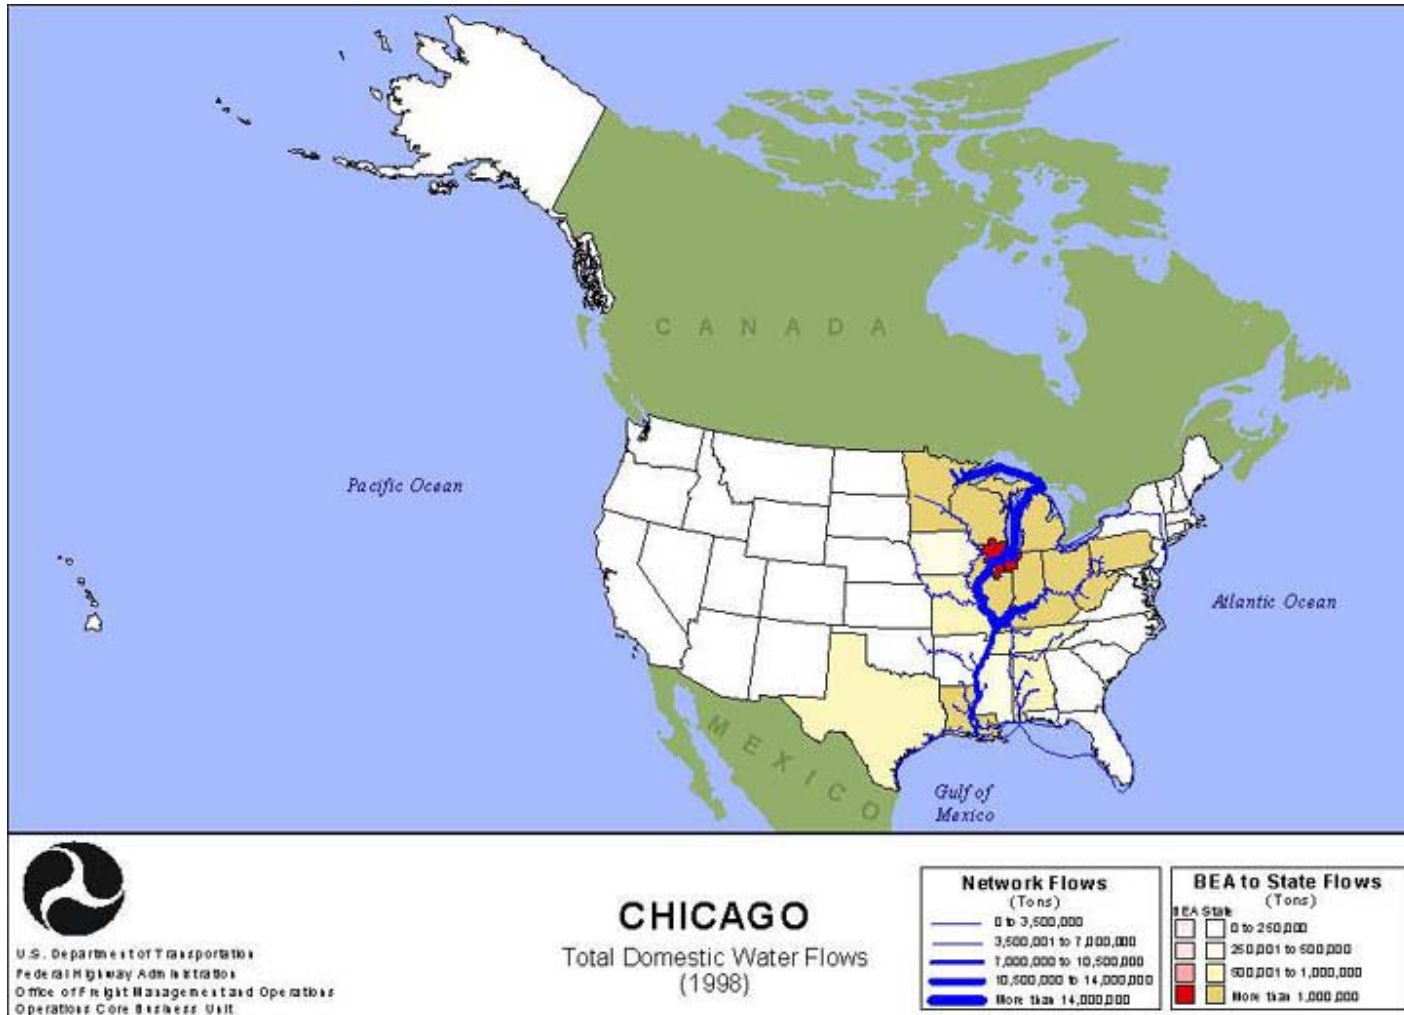 CANADA
Pacific Ocean
Atlantic Ocean
MEXICO
Gulf of
Mexico
CHICAGO
Total Domestic Water Flows
(1998)
U.S. Department of Transportation
Federal Highway Administration
Office of Freight Management and Operations
Operations Core Business Unit
Network Flows
(Tons)
0 to 3,500,000
3,500,001 to 7,000,000
7,000,000 to 10,500,000
10,500,000 to 14,000,000
More than 14,000,000
BEA to State Flows
(Tons)
BEA State
0 to 250,000
250,001 to 500,000
500,001 to 1,000,000
More than 1,000,000